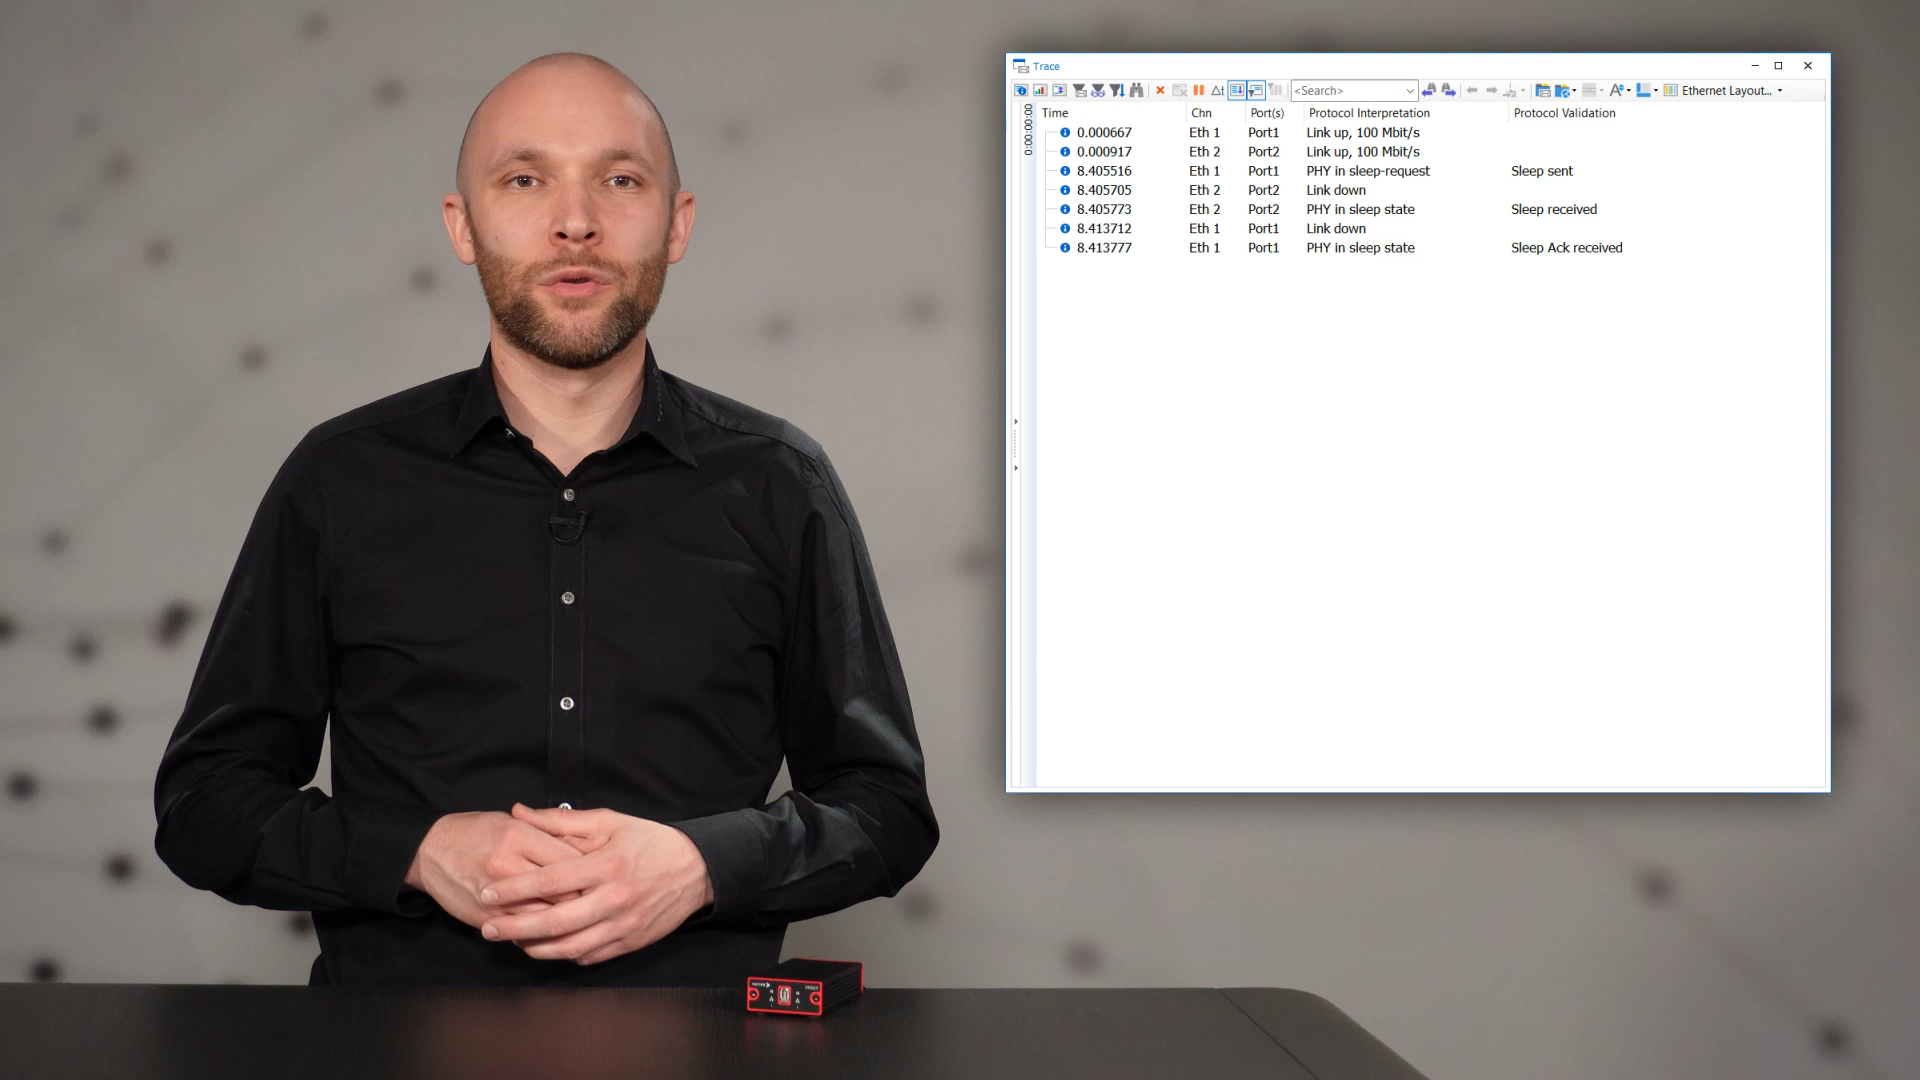 Trace
<Search>
Ethernet Layout...
Time Chn Port(s) Protocol Interpretation Protocol Validation
0:00:00:00
0.000667 Eth 1 Port1 Link up, 100 Mbit/s
0.000917 Eth 2 Port2 Link up, 100 Mbit/s
8.405516 Eth 1 Port1 PHY in sleep-request Sleep sent
8.405705 Eth 2 Port2 Link down
8.405773 Eth 2 Port2 PHY in sleep state Sleep received
8.413712 Eth 1 Port1 Link down
8.413777 Eth 1 Port1 PHY in sleep state Sleep Ack received
VECTOR